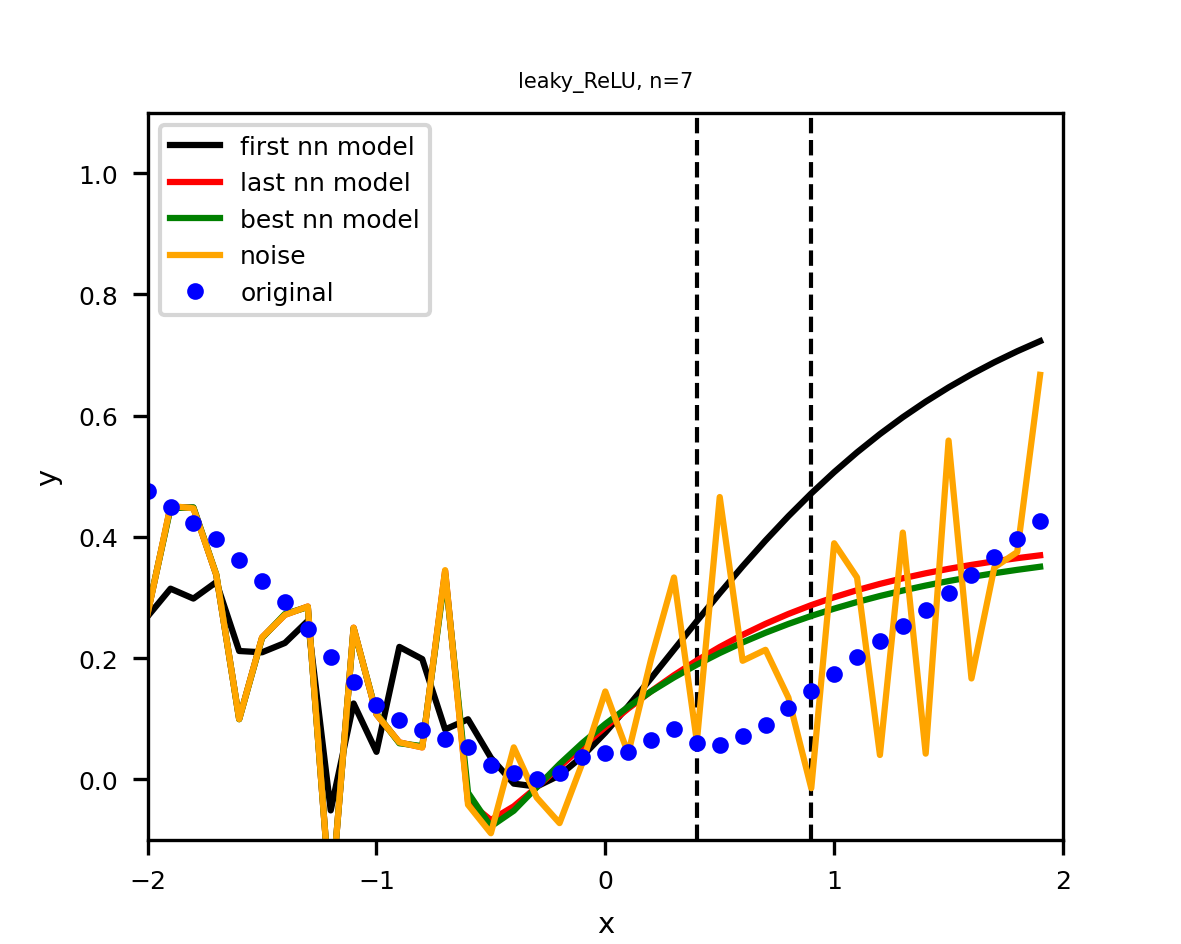 leaky_ReLU, n=7
first nn model
last nn model
best nn model
noise
original
1.0
0.8
0.6
0.4
0.2
0.0
y
−2
−1
0
1
2
x